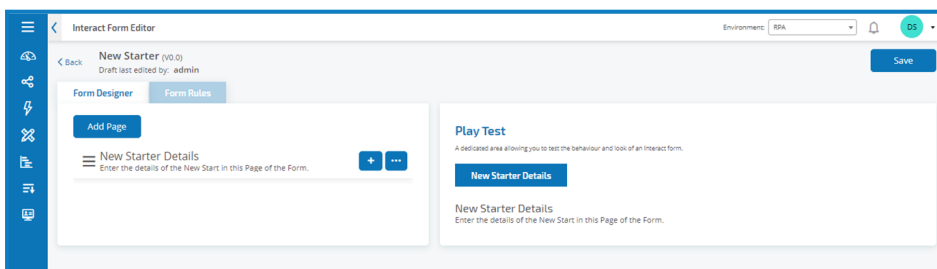 Interact Form Editor
Environment: RPA
DS
Back
New Starter (V0.0)
Draft last edited by: admin
Save
Form Designer
Form Rules
Add Page
New Starter Details
Enter the details of the New Start in this Page of the Form.
Play Test
A dedicated area allowing you to test the behaviour and look of an Interact form.
New Starter Details
New Starter Details
Enter the details of the New Start in this Page of the Form.